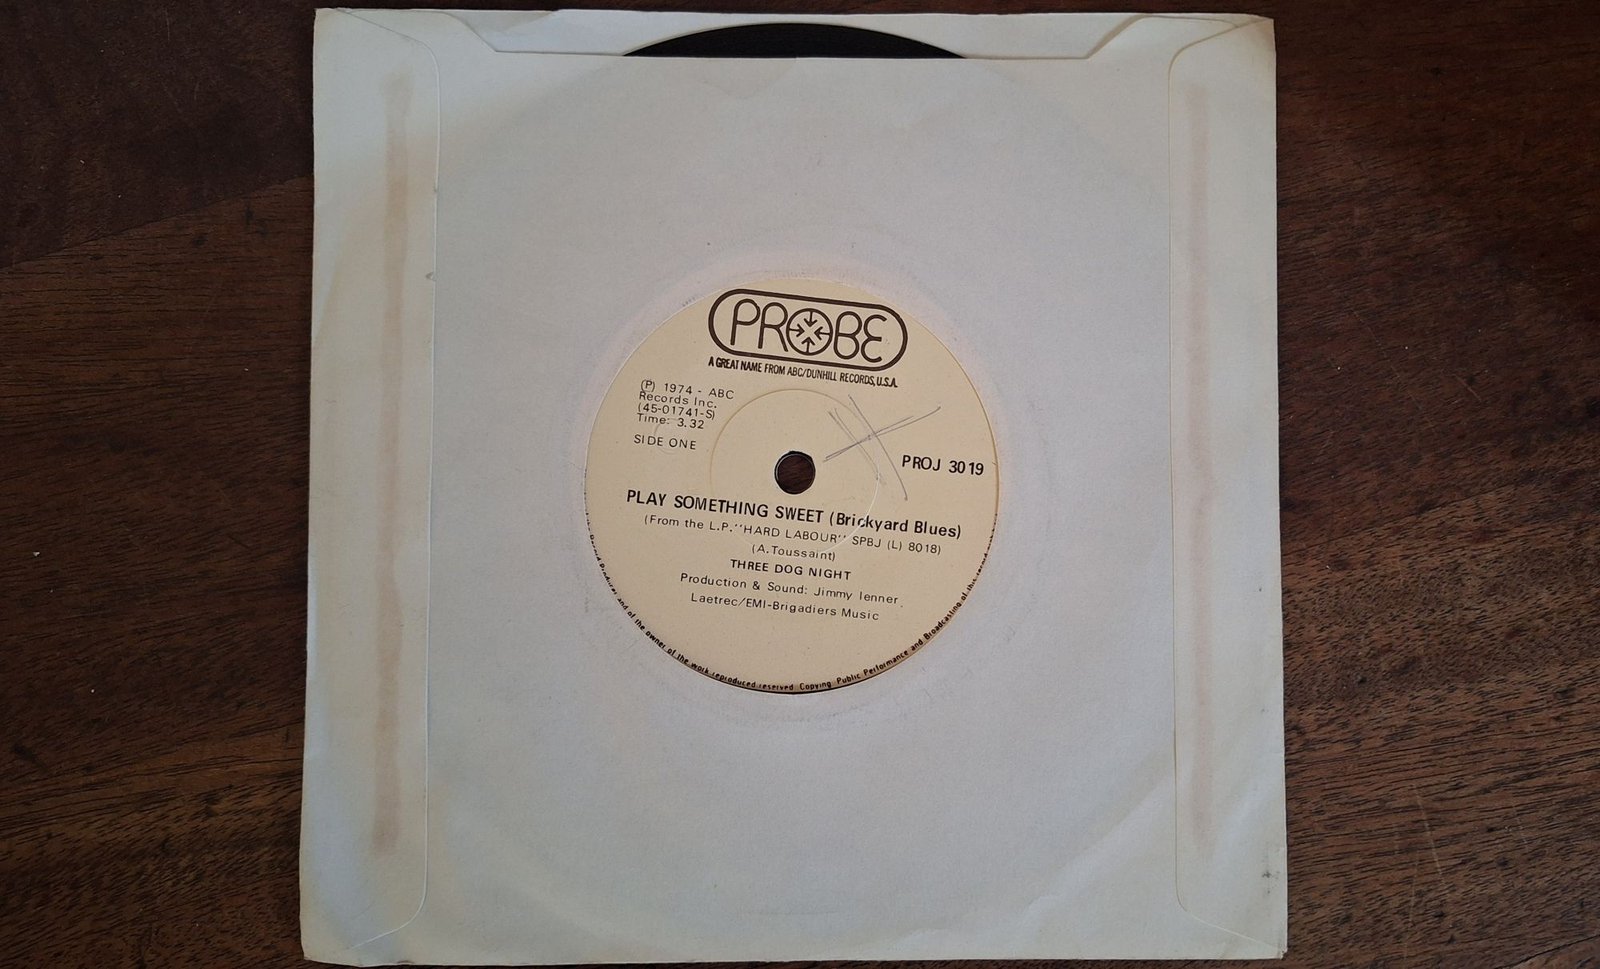 PROBE
A GREAT NAME FROM ABC/DUNHILL RECORDS, U.S.A.
Ⓟ 1974 - ABC
Records Inc.
(45-01741-S)
Time: 3.32
SIDE ONE
PROJ 3019
PLAY SOMETHING SWEET (Brickyard Blues)
(From the L.P. "HARD LABOUR" SPBJ (L) 8018)
(A. Toussaint)
THREE DOG NIGHT
Production & Sound: Jimmy Ienner
Laetrec/EMI-Brigadiers Music
and of the owner of the work reproduced reserved Copying Public Performance and Broadcasting of this